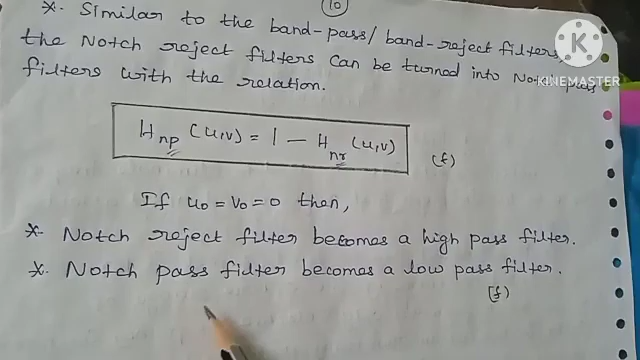 10
*. Similar to the band-pass/ band-reject filters,
the Notch reject filters can be turned into Notch pass
filters with the relation.
H_np (u,v) = 1 - H_nr (u,v)
(f)
If u0 = v0 = 0 then,
*. Notch reject filter becomes a high pass filter.
*. Notch pass filter becomes a low pass filter.
(f)
K
KINEMASTER